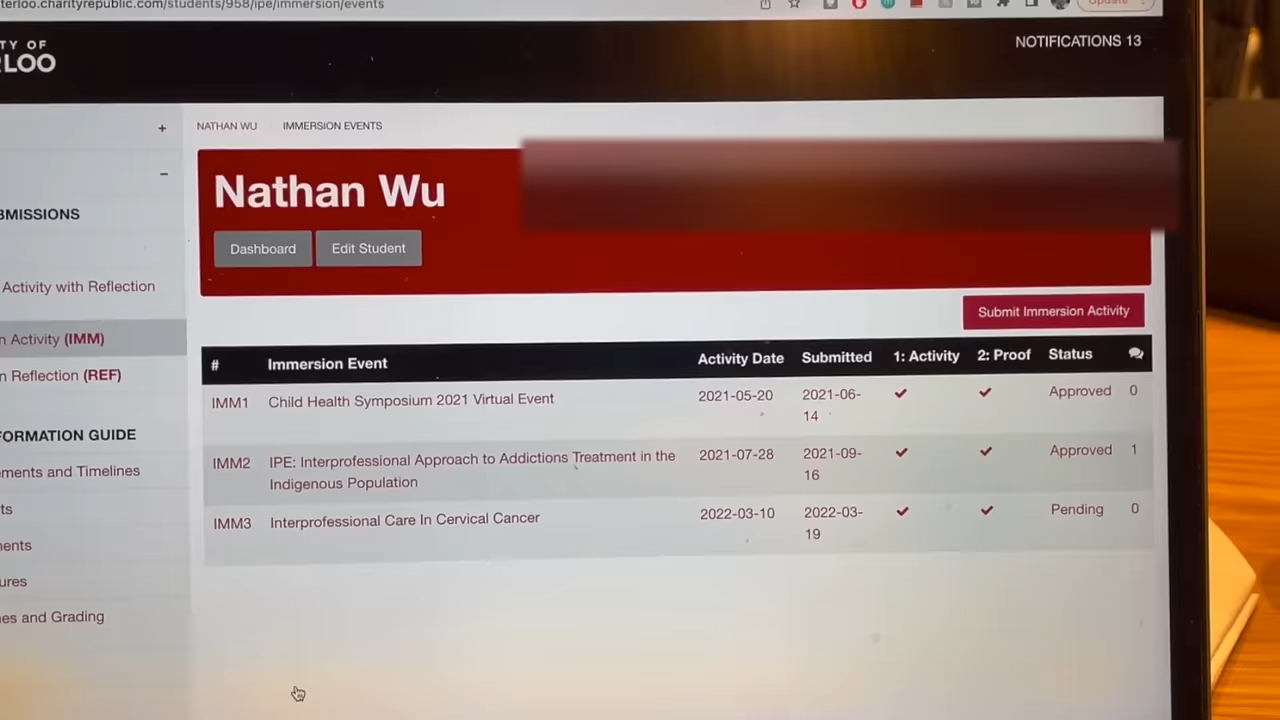 terloo.charityrepublic.com/students/958/ipe/immersion/events
TY OF
RLOO
NOTIFICATIONS 13
NATHAN WU IMMERSION EVENTS
Nathan Wu
Dashboard Edit Student
BMISSIONS
Activity with Reflection
n Activity (IMM)
n Reflection (REF)
FORMATION GUIDE
ements and Timelines
ts
nents
ures
es and Grading
Submit Immersion Activity
# Immersion Event Activity Date Submitted 1: Activity 2: Proof Status
IMM1 Child Health Symposium 2021 Virtual Event 2021-05-20 2021-06-
14
Approved 0
IMM2 IPE: Interprofessional Approach to Addictions Treatment in the
Indigenous Population
2021-07-28 2021-09-
16
Approved 1
IMM3 Interprofessional Care In Cervical Cancer 2022-03-10 2022-03-
19
Pending 0